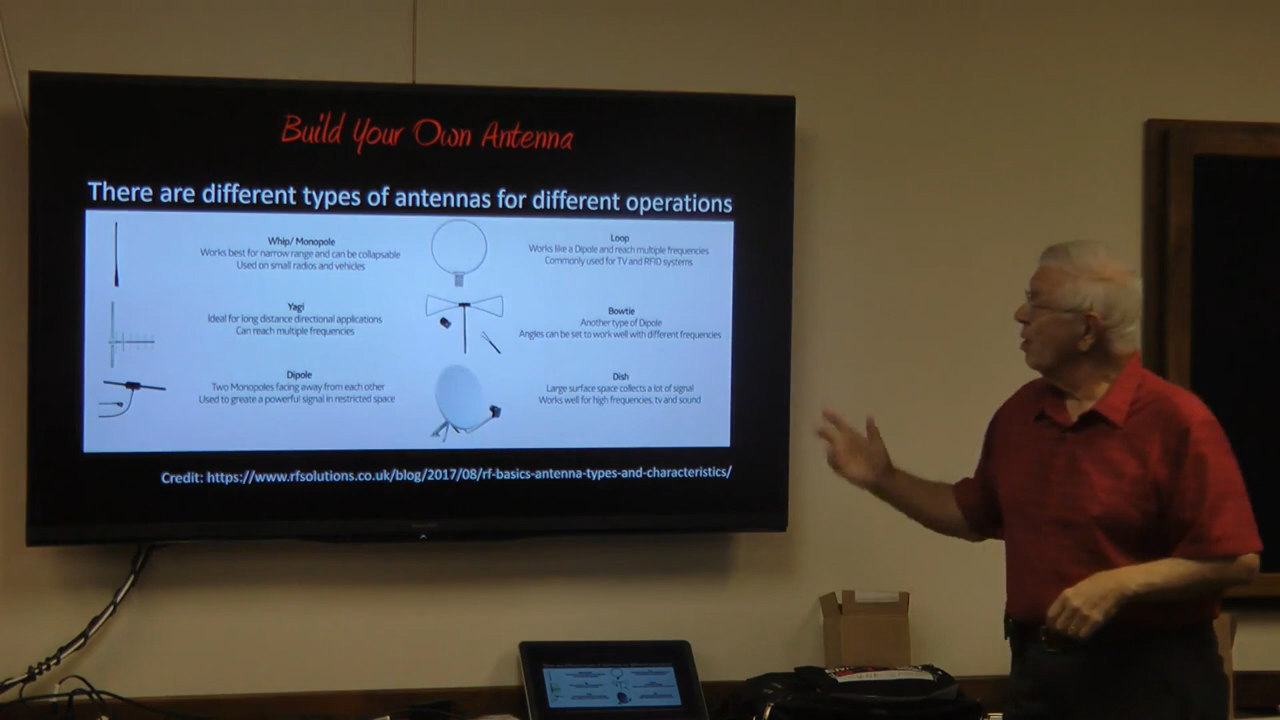 Build Your Own Antenna
There are different types of antennas for different operations
Whip/ Monopole
Works best for narrow range and can be collapsable
Used on small radios and vehicles
Yagi
Ideal for long distance directional applications
Can reach multiple frequencies
Dipole
Two Monopoles facing away from each other
Used to greate a powerful signal in restricted space
Loop
Works like a Dipole and reach multiple frequencies
Commonly used for TV and RFID systems
Bowtie
Another type of Dipole
Angles can be set to work well with different frequencies
Dish
Large surface space collects a lot of signal
Works well for high frequencies, tv and sound
Credit: https://www.rfsolutions.co.uk/blog/2017/08/rf-basics-antenna-types-and-characteristics/